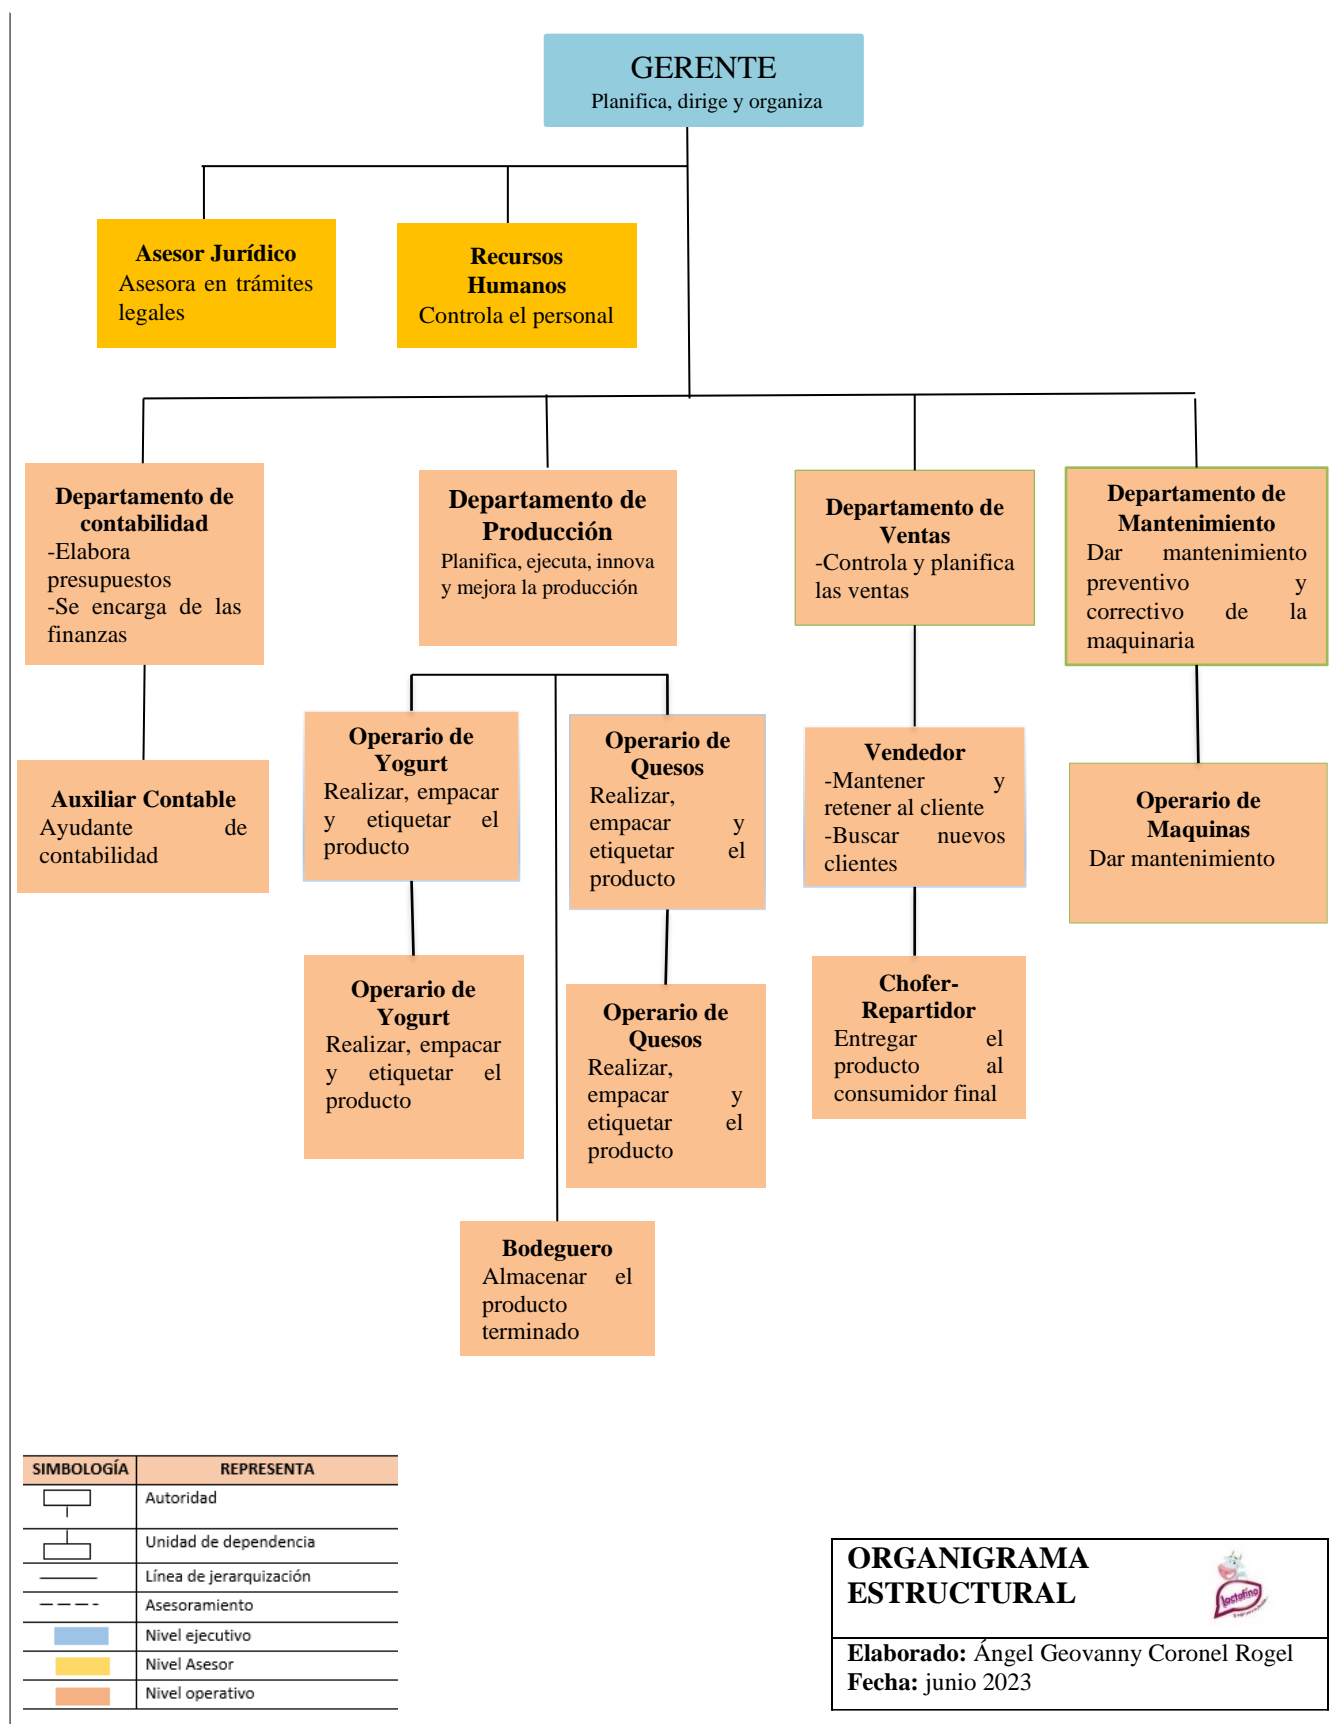 GERENTE
Planifica, dirige y organiza
Asesor Jurídico
Asesora en trámites
legales
Recursos
Humanos
Controla el personal
Departamento de
contabilidad
-Elabora
presupuestos
-Se encarga de las
finanzas
Departamento de
Producción
Planifica, ejecuta, innova
y mejora la producción
Departamento de
Ventas
-Controla y planifica
las ventas
Departamento de
Mantenimiento
Dar mantenimiento
preventivo y
correctivo de la
maquinaria
Auxiliar Contable
Ayudante de
contabilidad
Operario de
Yogurt
Realizar, empacar
y etiquetar el
producto
Operario de
Quesos
Realizar,
empacar y
etiquetar el
producto
Vendedor
-Mantener y
retener al cliente
-Buscar nuevos
clientes
Operario de
Maquinas
Dar mantenimiento
Operario de
Yogurt
Realizar, empacar
y etiquetar el
producto
Operario de
Quesos
Realizar,
empacar y
etiquetar el
producto
Chofer-
Repartidor
Entregar el
producto al
consumidor final
Bodeguero
Almacenar el
producto
terminado
SIMBOLOGÍA REPRESENTA
Autoridad
Unidad de dependencia
Línea de jerarquización
Asesoramiento
Nivel ejecutivo
Nivel Asesor
Nivel operativo
ORGANIGRAMA
ESTRUCTURAL
lactofino
Elaborado: Ángel Geovanny Coronel Rogel
Fecha: junio 2023